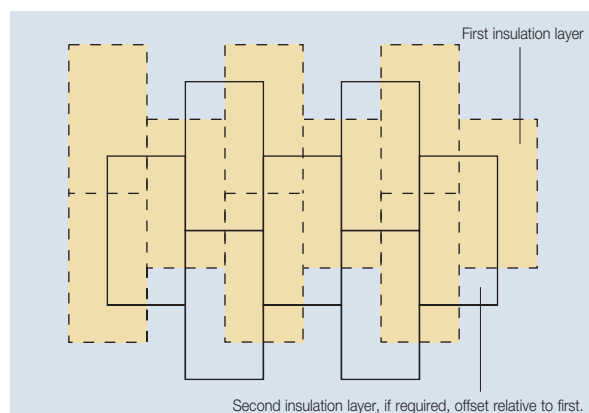 First insulation layer
Second insulation layer, if required, offset relative to first.